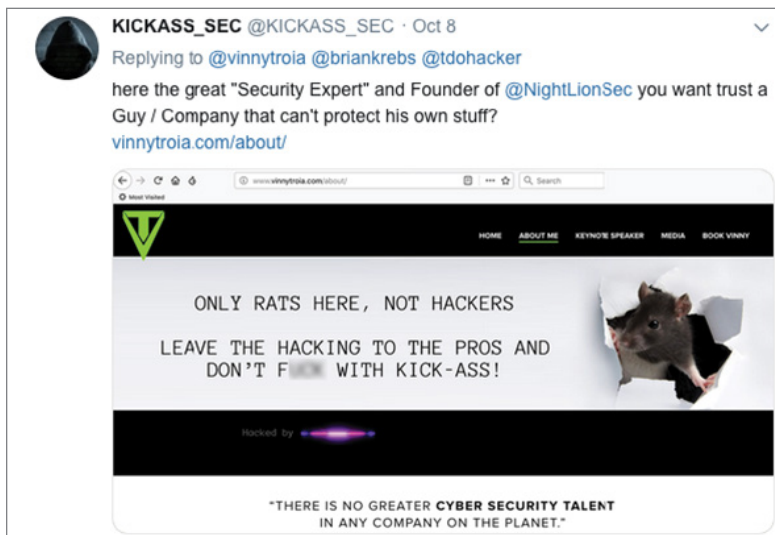 KICKASS_SEC @KICKASS_SEC · Oct 8
Replying to @vinnytroia @briankrebs @tdohacker
here the great "Security Expert" and Founder of @NightLionSec you want trust a
Guy / Company that can't protect his own stuff?
vinnytroia.com/about/
www.vinnytroia.com/about/
Search
Most Visited
HOME ABOUT ME KEYNOTE SPEAKER MEDIA BOOK VINNY
ONLY RATS HERE, NOT HACKERS
LEAVE THE HACKING TO THE PROS AND
DON'T F WITH KICK-ASS!
Hacked by
"THERE IS NO GREATER CYBER SECURITY TALENT
IN ANY COMPANY ON THE PLANET."